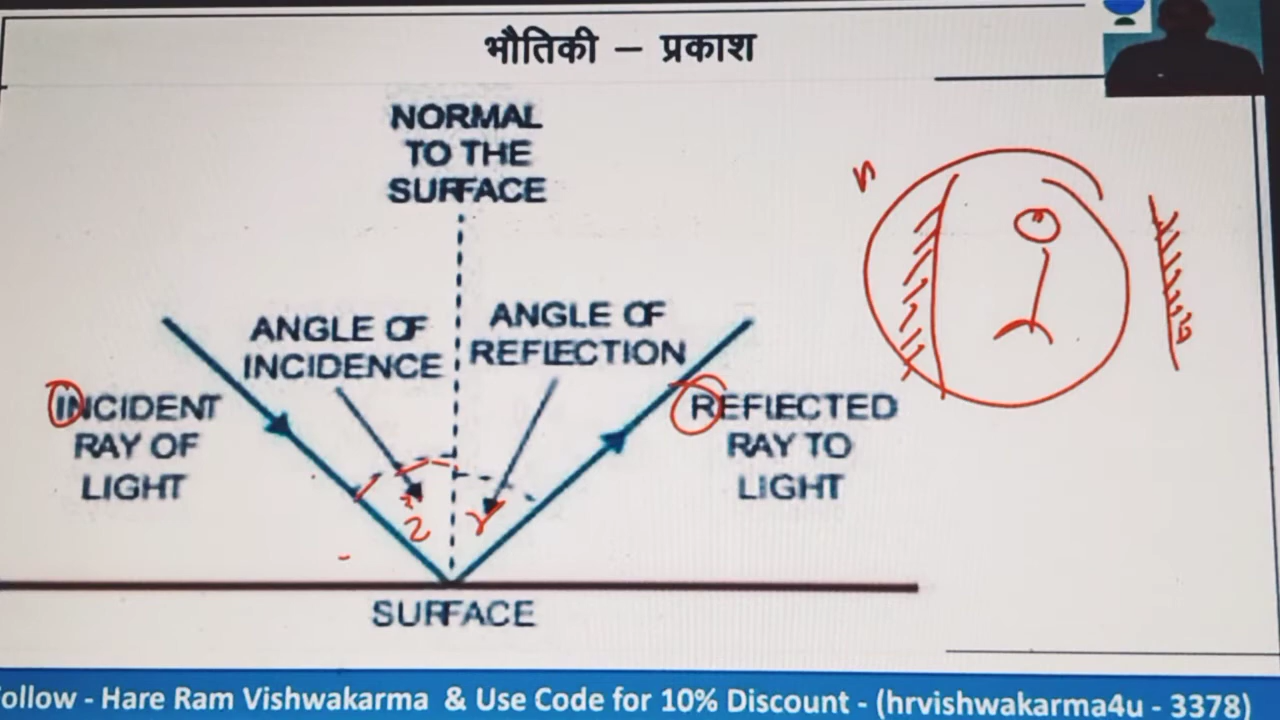 भौतिकी – प्रकाश
NORMAL
TO THE
SURFACE
ANGLE OF
INCIDENCE
ANGLE OF
REFLECTION
INCIDENT
RAY OF
LIGHT
REFLECTED
RAY TO
LIGHT
r
SURFACE
ollow - Hare Ram Vishwakarma & Use Code for 10% Discount - (hrvishwakarma4u - 3378)